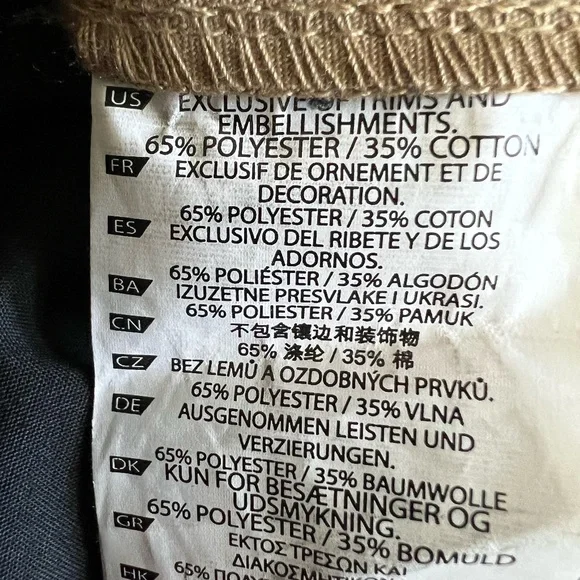 US EXCLUSIVE OF TRIMS AND
EMBELLISHMENTS.
65% POLYESTER / 35% COTTON
FR EXCLUSIF DE ORNEMENT ET DE
DECORATION.
65% POLYESTER / 35% COTON
ES EXCLUSIVO DEL RIBETE Y DE LOS
ADORNOS.
65% POLIÉSTER / 35% ALGODÓN
BA IZUZETNE PRESVLAKE I UKRASI.
65% POLIESTER / 35% PAMUK
CN 不包含镶边和装饰物
65% 涤纶 / 35% 棉
CZ BEZ LEMŮ A OZDOBNÝCH PRVKŮ.
65% POLYESTER / 35% VLNA
DE AUSGENOMMEN LEISTEN UND
VERZIERUNGEN.
65% POLYESTER / 35% BAUMWOLLE
DK KUN FOR BESÆTNINGER OG
UDSMYKNING.
65% POLYESTER / 35% BOMULD
GR ΕΚΤΟΣ ΤΡΕΣΩΝ ΚΑΙ
ΔΙΑΚΟΣΜΗΤΙΚΩΝ
HK 65%